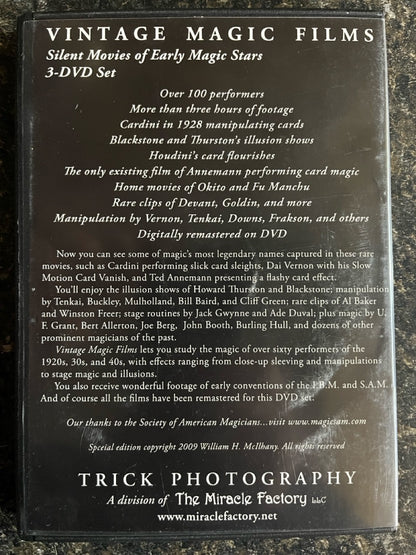 VINTAGE MAGIC FILMS
Silent Movies of Early Magic Stars
3-DVD Set
Over 100 performers
More than three hours of footage
Cardini in 1928 manipulating cards
Blackstone and Thurston's illusion shows
Houdini's card flourishes
The only existing film of Annemann performing card magic
Home movies of Okito and Fu Manchu
Rare clips of Devant, Goldin, and more
Manipulation by Vernon, Tenkai, Downs, Frakson, and others
Digitally remastered on DVD
Now you can see some of magic's most legendary names captured in these rare
movies, such as Cardini performing slick card sleights, Dai Vernon with his Slow
Motion Card Vanish, and Ted Annemann presenting a flashy card effect.
You'll enjoy the illusion shows of Howard Thurston and Blackstone; manipulation
by Tenkai, Buckley, Mulholland, Bill Baird, and Cliff Green; rare clips of Al Baker
and Winston Freer; stage routines by Jack Gwynne and Ade Duval; plus magic by U.
F. Grant, Bert Allerton, Joe Berg, John Booth, Burling Hull, and dozens of other
prominent magicians of the past.
Vintage Magic Films lets you study the magic of over sixty performers of the
1920s, 30s, and 40s, with effects ranging from close-up sleeving and manipulations
to stage magic and illusions.
You also receive wonderful footage of early conventions of the I.B.M. and S.A.M.
And of course all the films have been remastered for this DVD set.
Our thanks to the Society of American Magicians...visit www.magicsam.com
Speceial edition copyright 2009 William H. McIlhany. All rights reserved
TRICK PHOTOGRAPHY
A division of The Miracle Factory LLC
www.miraclefactory.net